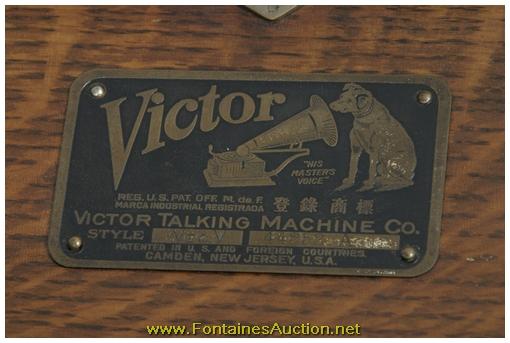 Victor
"HIS
MASTER'S
VOICE"
REG. U.S. PAT. OFF. M. de F.
MARCA INDUSTRIAL REGISTRADA
登錄商標
VICTOR TALKING MACHINE CO.
STYLE
PATENTED IN U. S. AND FOREIGN COUNTRIES.
CAMDEN, NEW JERSEY, U.S.A.
www.FontainesAuction.net